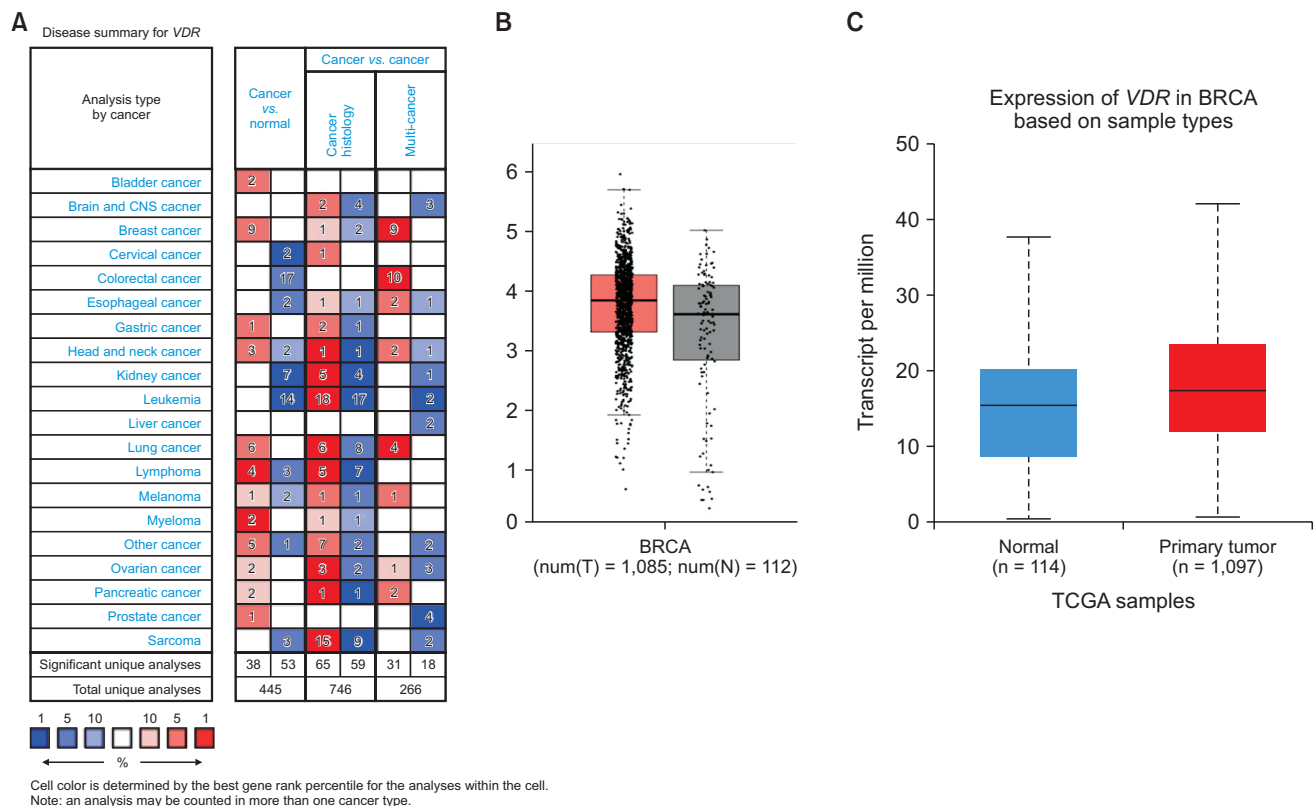 A
Disease summary for VDR
Analysis type
by cancer
Cancer
vs.
normal
Cancer vs. cancer
Cancer
histology
Multi-cancer
Bladder cancer 2
Brain and CNS cacner 2 4 3
Breast cancer 9 1 2 9
Cervical cancer 2 1
Colorectal cancer 17 10
Esophageal cancer 2 1 1 2 1
Gastric cancer 1 2 1
Head and neck cancer 3 2 1 1 2 1
Kidney cancer 7 5 4 1
Leukemia 14 18 17 2
Liver cancer 2
Lung cancer 6 6 8 4
Lymphoma 4 3 5 7
Melanoma 1 2 1 1 1
Myeloma 2 1 1
Other cancer 5 1 7 2 2
Ovarian cancer 2 3 2 1 3
Pancreatic cancer 2 1 1 2
Prostate cancer 1 4
Sarcoma 3 15 9 2
Significant unique analyses 38 53 65 59 31 18
Total unique analyses 445 746 266
1 5 10 10 5 1
%
Cell color is determined by the best gene rank percentile for the analyses within the cell.
Note: an analysis may be counted in more than one cancer type.
B
6
5
4
3
2
1
0
BRCA
(num(T) = 1,085; num(N) = 112)
C
Expression of VDR in BRCA
based on sample types
Transcript per million
50
40
30
20
10
0
Normal
(n = 114)
Primary tumor
(n = 1,097)
TCGA samples